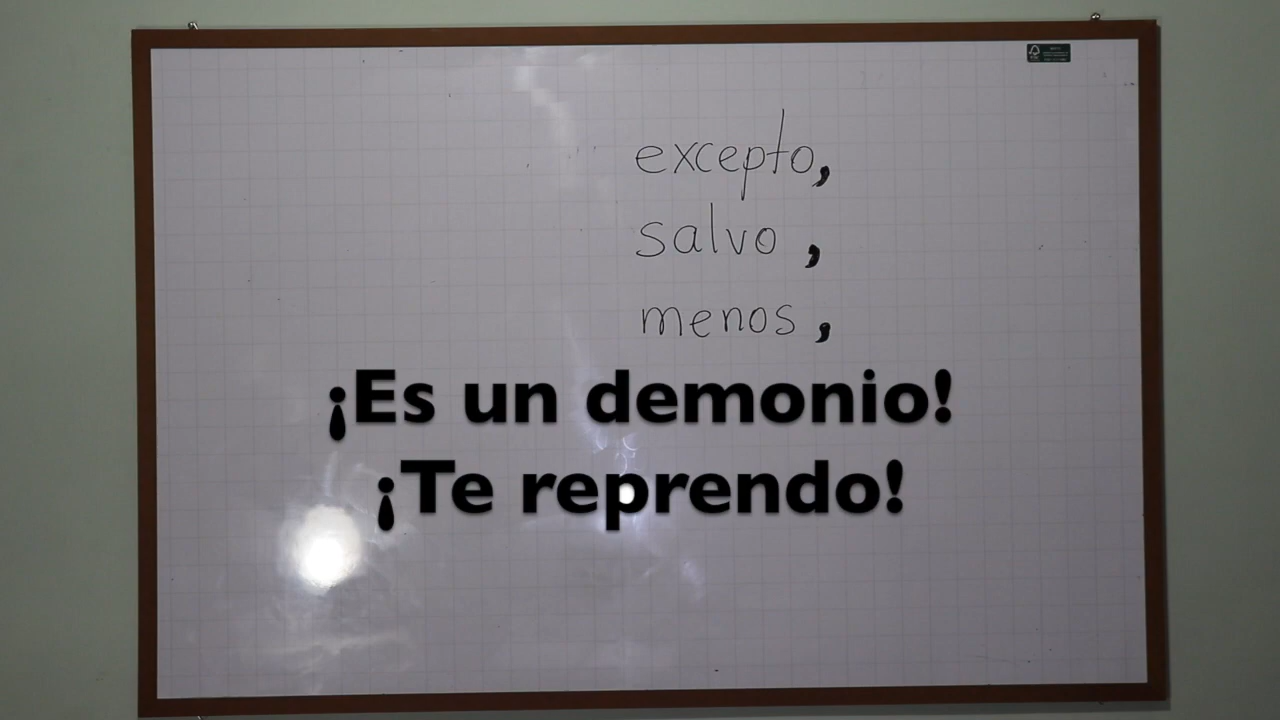 excepto,
salvo ,
menos ,
¡Es un demonio!
¡Te reprendo!